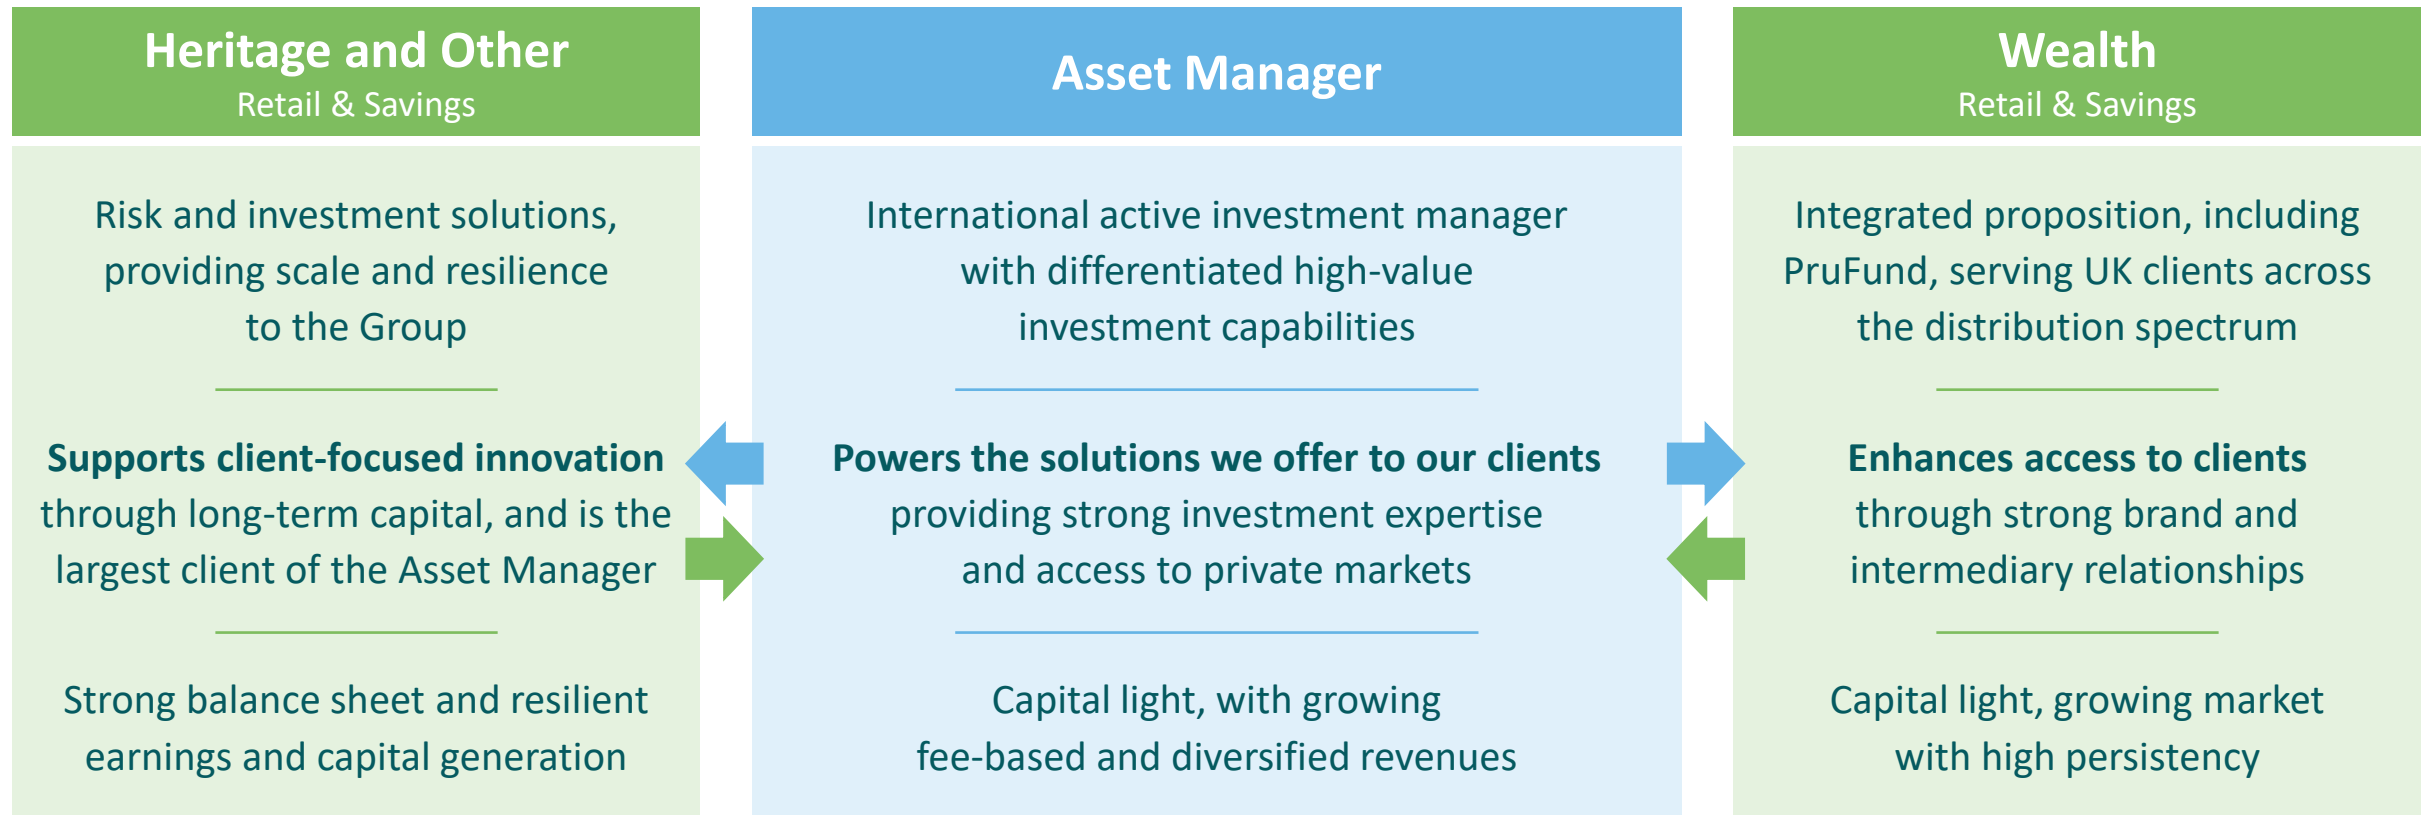 Heritage and Other
Retail & Savings
Risk and investment solutions,
providing scale and resilience
to the Group
Supports client-focused innovation
through long-term capital, and is the
largest client of the Asset Manager
Strong balance sheet and resilient
earnings and capital generation
Asset Manager
International active investment manager
with differentiated high-value
investment capabilities
Powers the solutions we offer to our clients
providing strong investment expertise
and access to private markets
Capital light, with growing
fee-based and diversified revenues
Wealth
Retail & Savings
Integrated proposition, including
PruFund, serving UK clients across
the distribution spectrum
Enhances access to clients
through strong brand and
intermediary relationships
Capital light, growing market
with high persistency